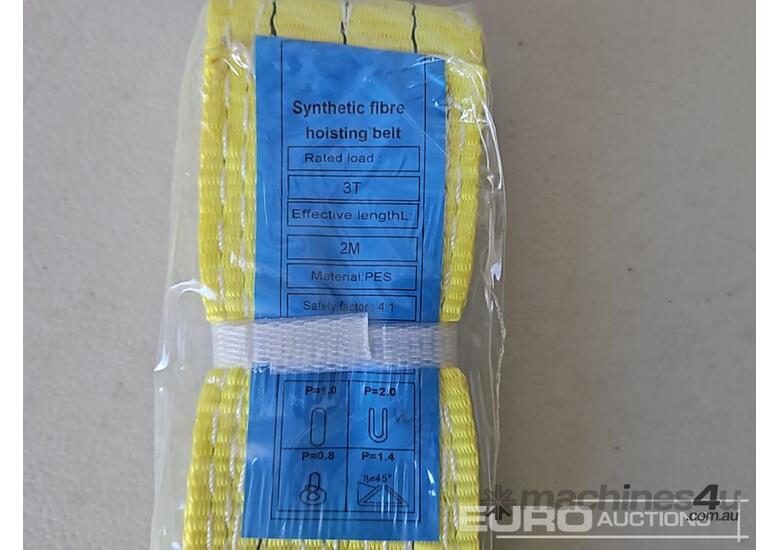 Synthetic fibre
hoisting belt
Rated load :
3T
Effective lengthL:
2M
Material:PES
Safety factor : 4:1
P=1.0 P=2.0
P=0.8 P=1.4
β≤45°
machines4u
.com.au
EURO AUCTIONS